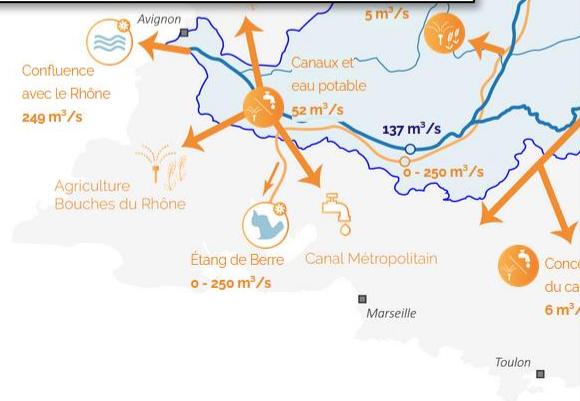 Avignon
5 m³/s
Confluence
avec le Rhône
249 m³/s
Canaux et
eau potable
52 m³/s
137 m³/s
0 - 250 m³/s
Agriculture
Bouches du Rhône
Étang de Berre
0 - 250 m³/s
Canal Métropolitain
Marseille
Toulon
du ca
6 m³/